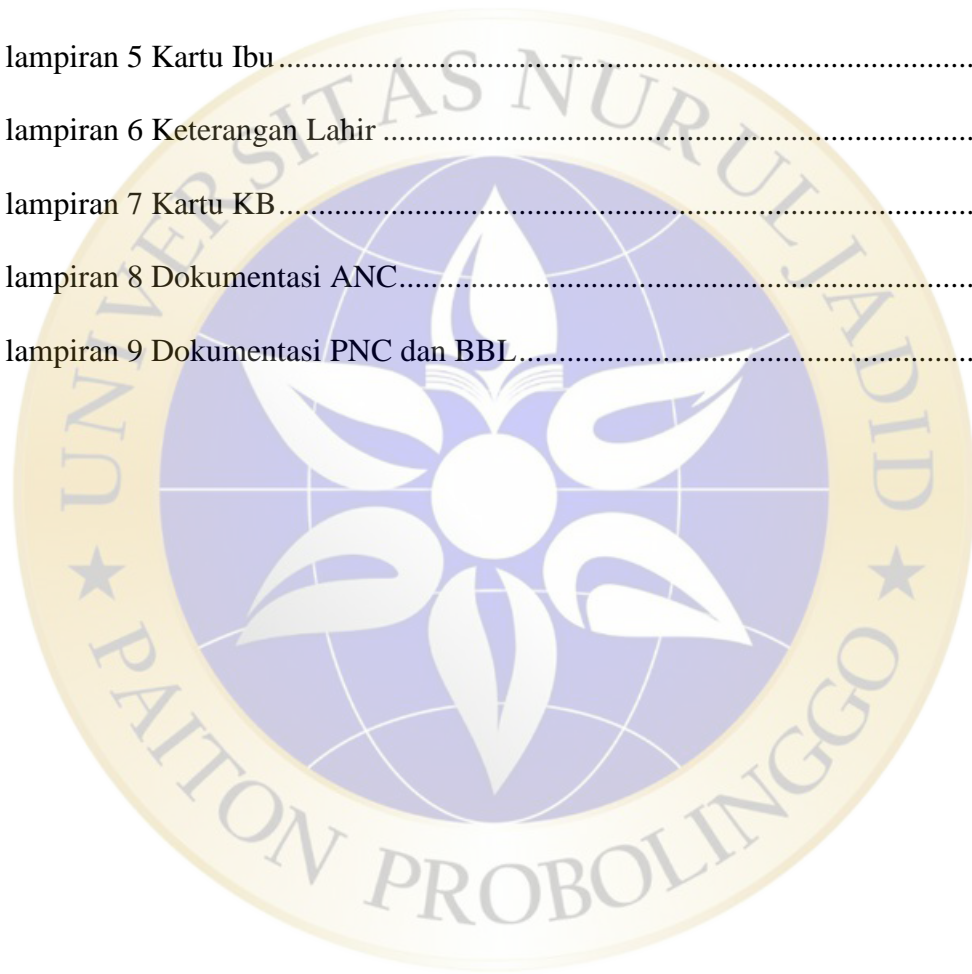 lampiran 5 Kartu Ibu................................................................................................
lampiran 6 Keterangan Lahir ..................................................................................
lampiran 7 Kartu KB................................................................................................
lampiran 8 Dokumentasi ANC................................................................................
lampiran 9 Dokumentasi PNC dan BBL.................................................................
UNIVERSITAS NURUL JADID
★ PAITON PROBOLINGGO ★